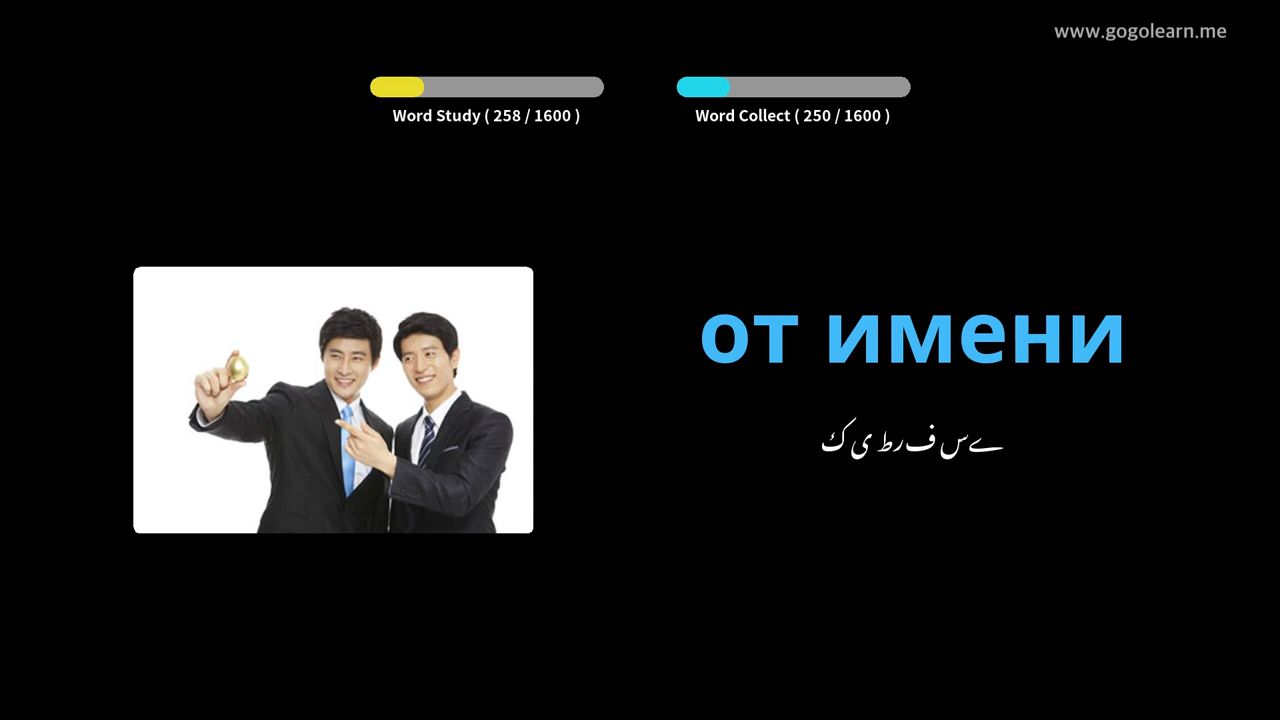 www.gogolearn.me
Word Study ( 258 / 1600 )
Word Collect ( 250 / 1600 )
от имени
کی طرف سے